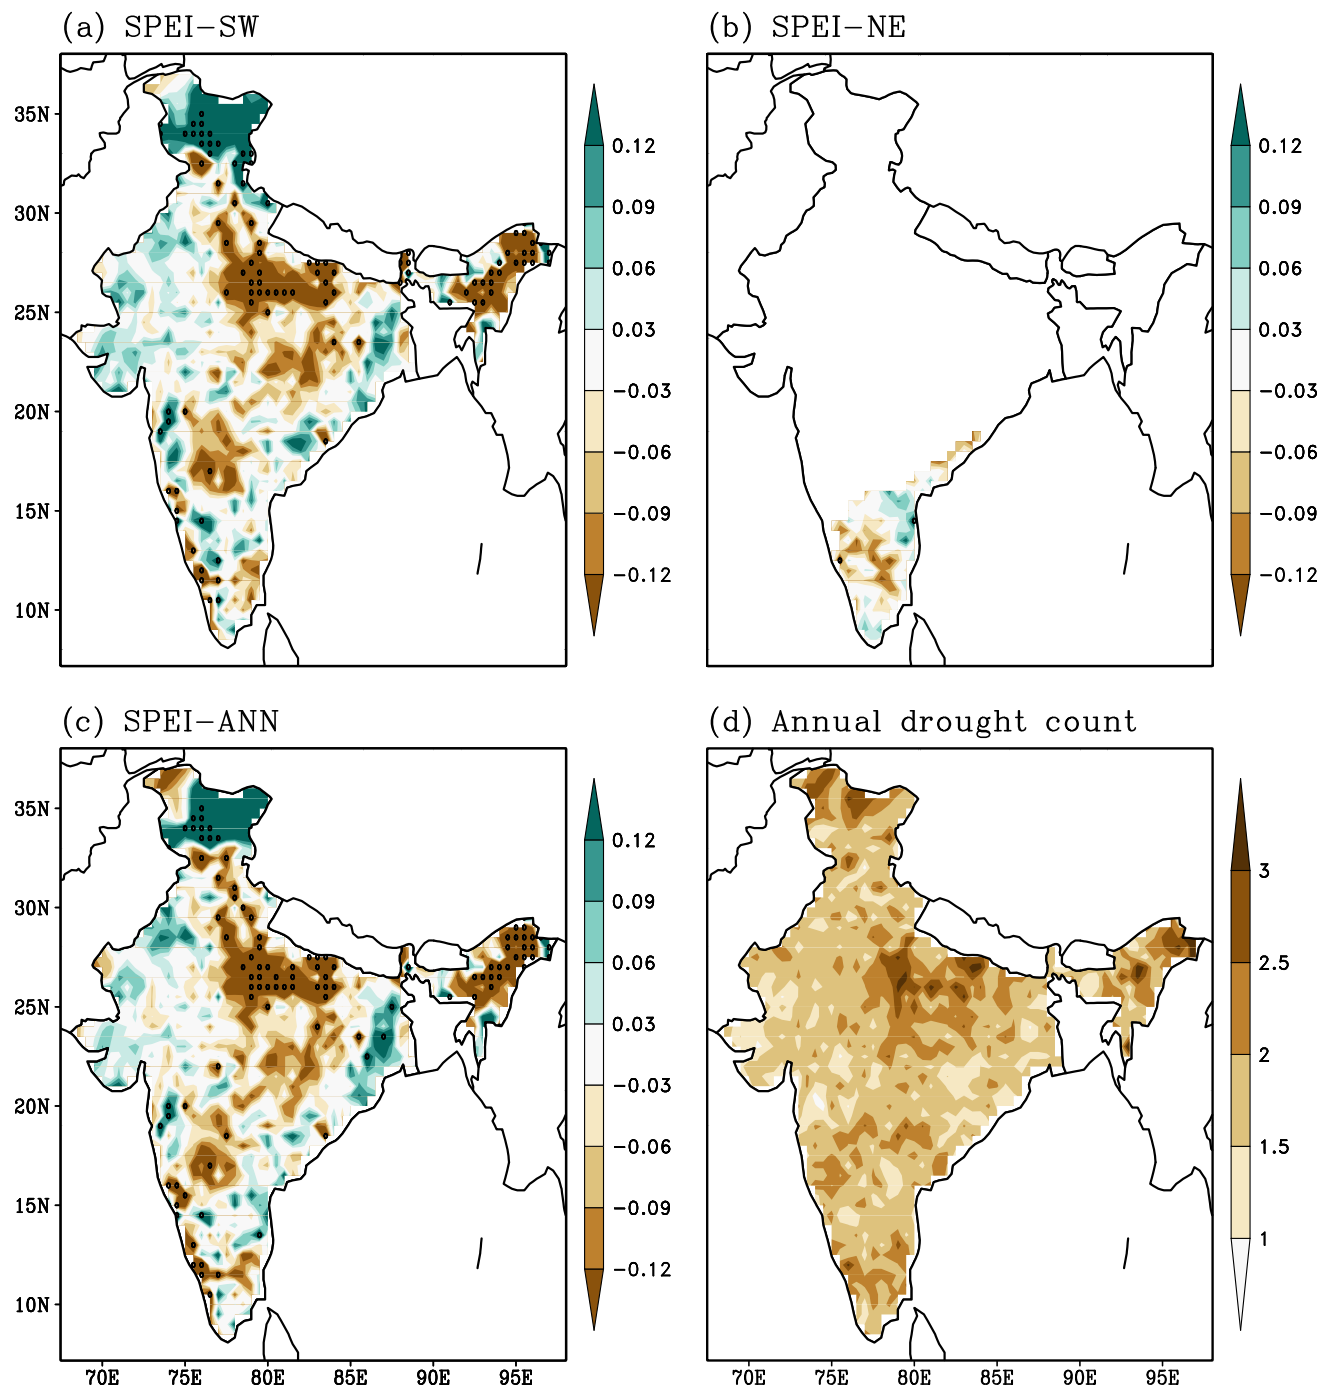 (a) SPEI−SW
35N
30N
25N
20N
15N
10N
0.12
0.09
0.06
0.03
−0.03
−0.06
−0.09
−0.12
(b) SPEI−NE
0.12
0.09
0.06
0.03
−0.03
−0.06
−0.09
−0.12
(c) SPEI−ANN
35N
30N
25N
20N
15N
10N
70E 75E 80E 85E 90E 95E
0.12
0.09
0.06
0.03
−0.03
−0.06
−0.09
−0.12
(d) Annual drought count
70E 75E 80E 85E 90E 95E
3
2.5
2
1.5
1